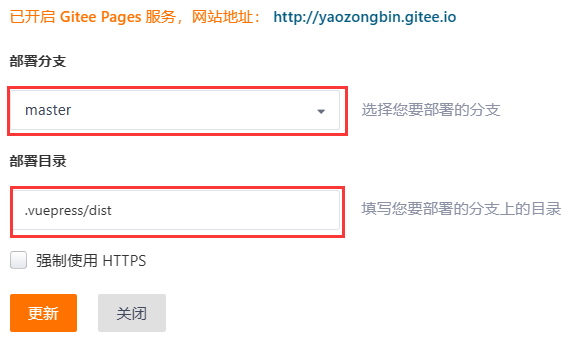 已开启 Gitee Pages 服务，网站地址： http://yaozongbin.gitee.io
部署分支
master 选择您要部署的分支
部署目录
.vuepress/dist 填写您要部署的分支上的目录
强制使用 HTTPS
更新 关闭